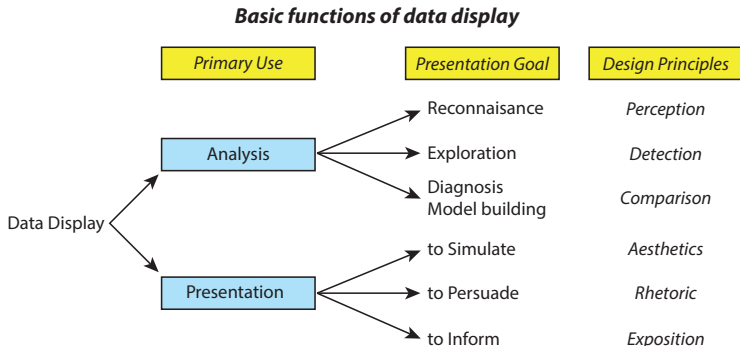 Basic functions of data display
Primary Use
Presentation Goal
Design Principles
Reconnaisance
Perception
Analysis
Exploration
Detection
Diagnosis
Model building
Comparison
Data Display
to Simulate
Aesthetics
Presentation
to Persuade
Rhetoric
to Inform
Exposition